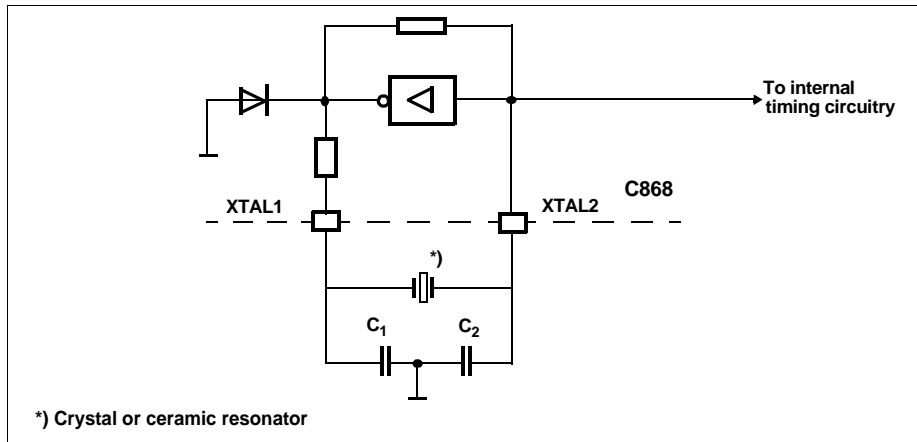 To internal
timing circuitry
C868
XTAL1
XTAL2
*)
C1
C2
*) Crystal or ceramic resonator